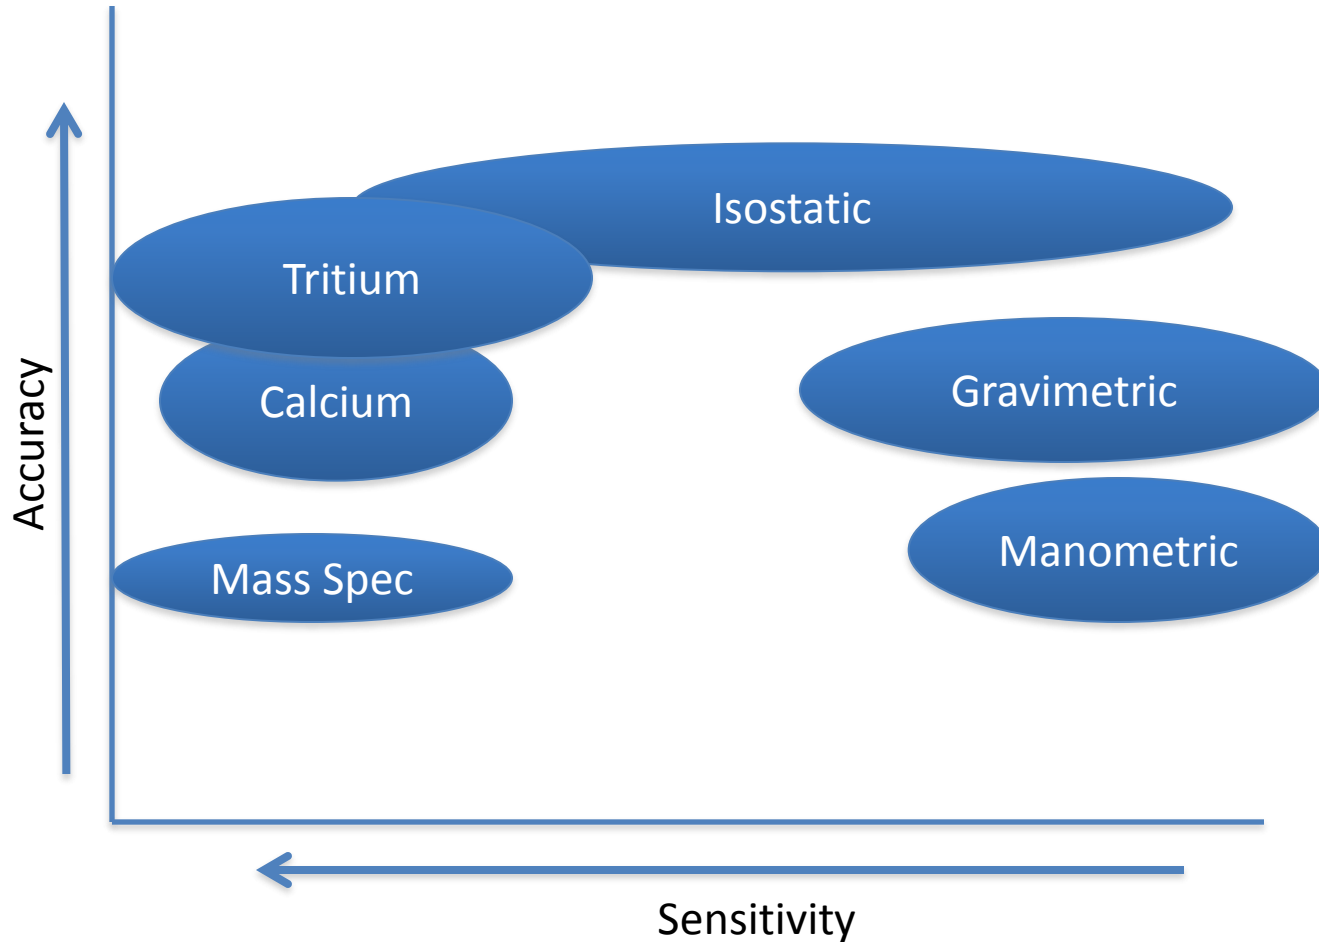 Isostatic
Tritium
Gravimetric
Calcium
Manometric
Mass Spec
Accuracy
Sensitivity